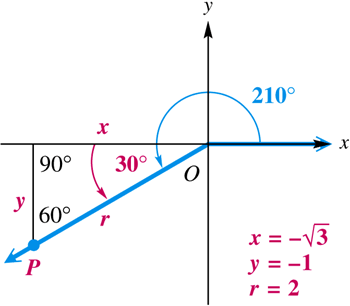 y
210°
x
x
90°
30°
O
y
60°
r
P
x = −√3
y = −1
r = 2